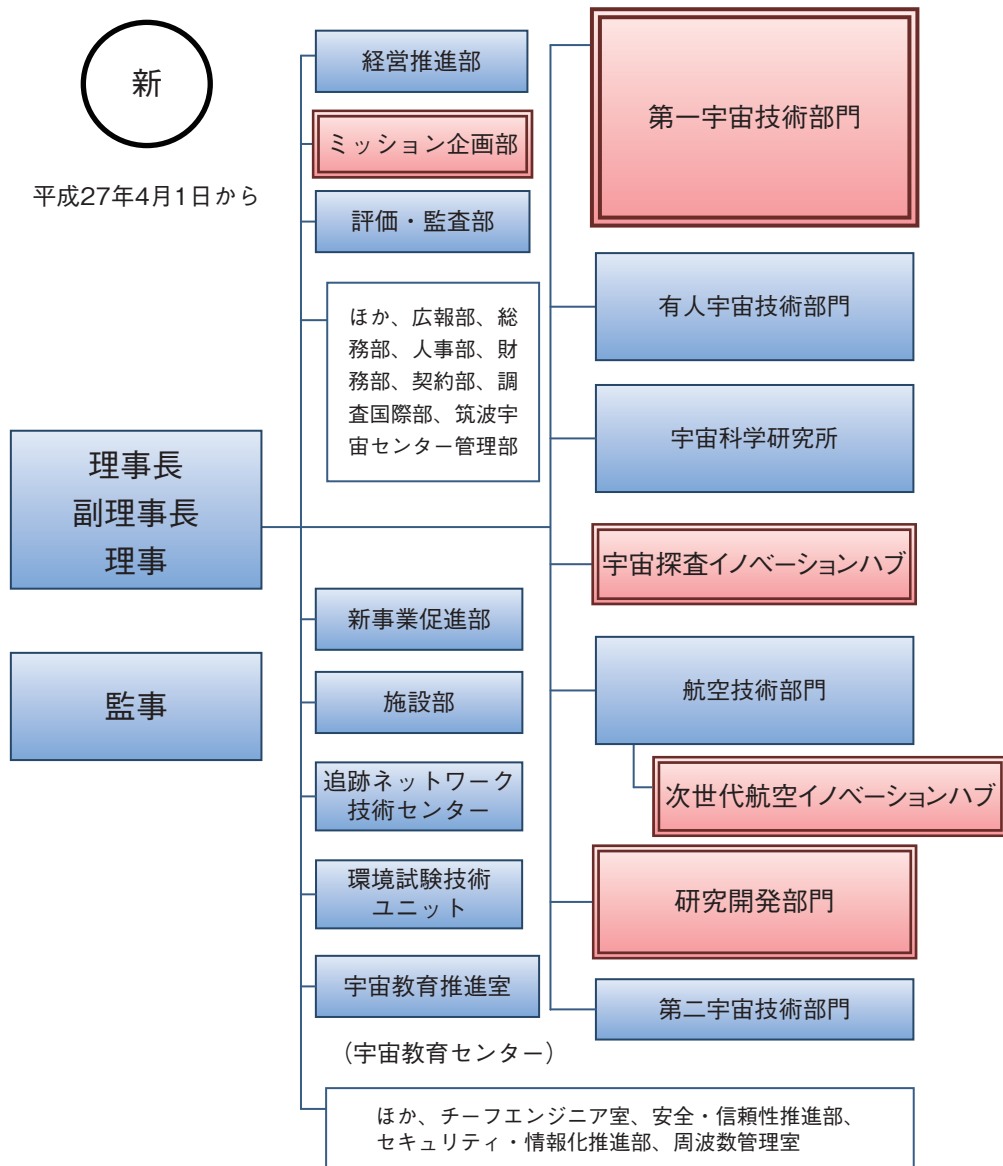 新
平成27年4月1日から
理事長
副理事長
理事
監事
経営推進部
ミッション企画部
評価・監査部
ほか、広報部、総
務部、人事部、財
務部、契約部、調
査国際部、筑波宇
宙センター管理部
新事業促進部
施設部
追跡ネットワーク
技術センター
環境試験技術
ユニット
宇宙教育推進室
(宇宙教育センター)
ほか、チーフエンジニア室、安全・信頼性推進部、
セキュリティ・情報化推進部、周波数管理室
第一宇宙技術部門
有人宇宙技術部門
宇宙科学研究所
宇宙探査イノベーションハブ
航空技術部門
次世代航空イノベーションハブ
研究開発部門
第二宇宙技術部門